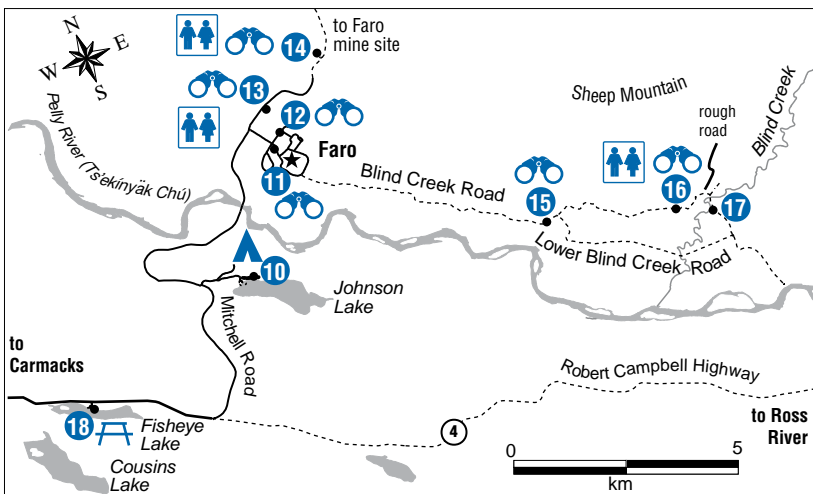 N
E
W
S
to Faro
mine site
14
13
12
11
Faro
Pelly River (Ts'ekínyäk Chú)
Sheep Mountain
rough
road
Blind Creek
Blind Creek Road
15
16
17
Lower Blind Creek Road
10
Johnson
Lake
Mitchell Road
to
Carmacks
Robert Campbell Highway
18
Fisheye
Lake
Cousins
Lake
4
to Ross
River
0
5
km